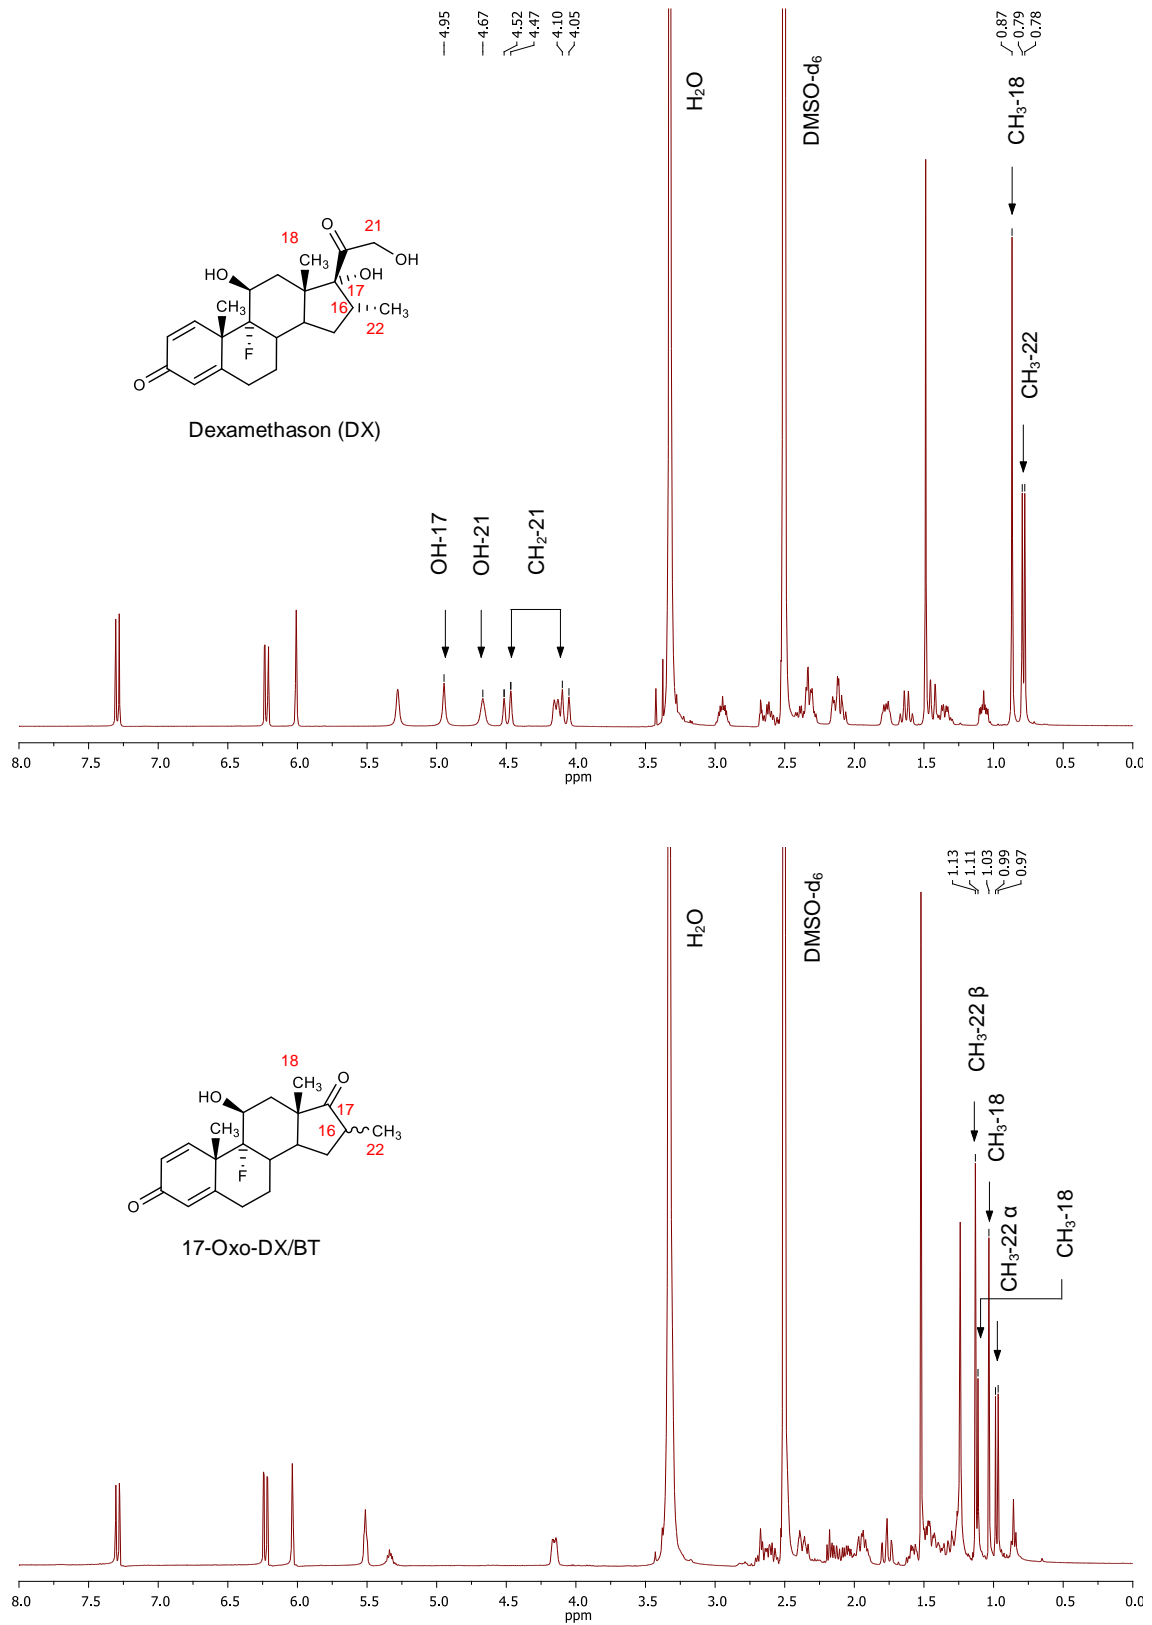 4.95
4.67
4.52
4.47
4.10
4.05
0.87
0.79
0.78
H2O
DMSO-d6
CH3-18
CH3-22
O
21
18
CH3
OH
HO
OH
17
CH3
16
CH3
22
F
O
Dexamethason (DX)
OH-17
OH-21
CH2-21
8.0 7.5 7.0 6.5 6.0 5.5 5.0 4.5 4.0 3.5 3.0 2.5 2.0 1.5 1.0 0.5 0.0
ppm
1.13
1.11
1.03
0.99
0.97
H2O
DMSO-d6
CH3-22 β
CH3-18
CH3-22 α
CH3-18
18
O
CH3
HO
17
CH3
16
CH3
22
F
O
17-Oxo-DX/BT
8.0 7.5 7.0 6.5 6.0 5.5 5.0 4.5 4.0 3.5 3.0 2.5 2.0 1.5 1.0 0.5 0.0
ppm